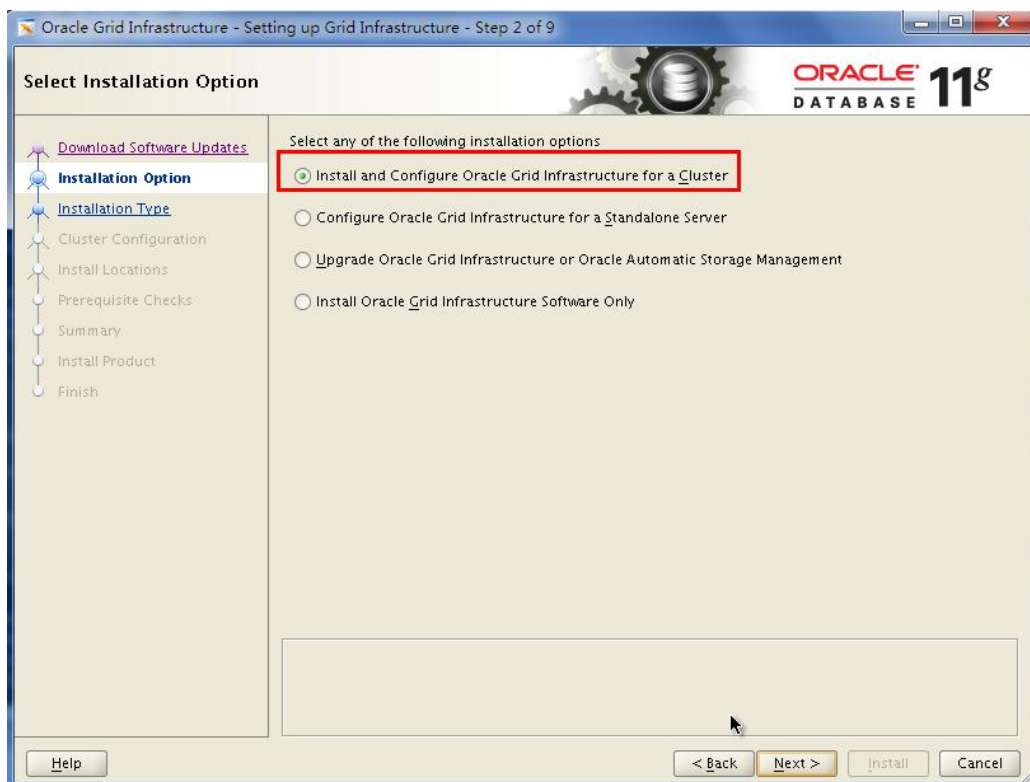 Oracle Grid Infrastructure - Setting up Grid Infrastructure - Step 2 of 9
Select Installation Option
ORACLE
DATABASE
11g
Download Software Updates
Installation Option
Installation Type
Cluster Configuration
Install Locations
Prerequisite Checks
Summary
Install Product
Finish
Select any of the following installation options
Install and Configure Oracle Grid Infrastructure for a Cluster
Configure Oracle Grid Infrastructure for a Standalone Server
Upgrade Oracle Grid Infrastructure or Oracle Automatic Storage Management
Install Oracle Grid Infrastructure Software Only
Help
< Back
Next >
Install
Cancel